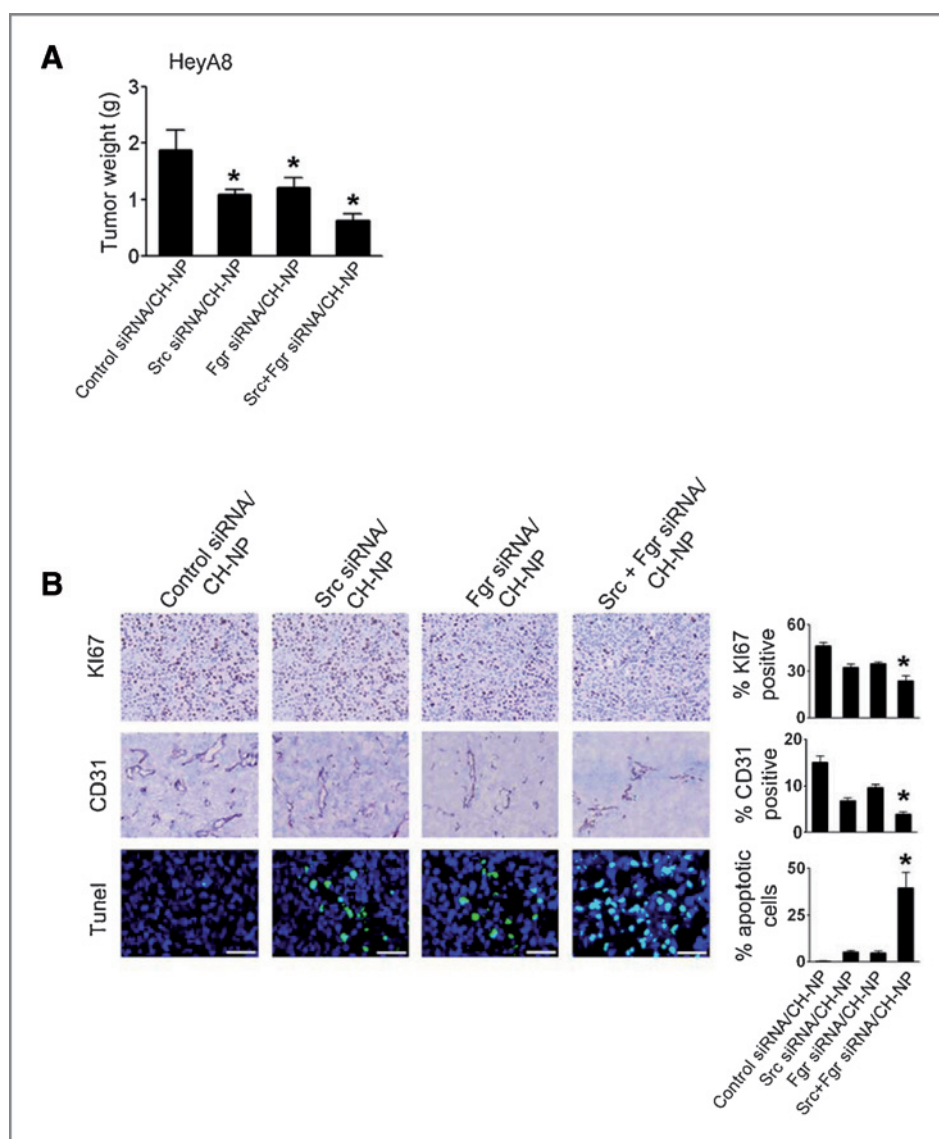 A
HeyA8
Tumor weight (g)
3
2
1
0
*
*
*
Control siRNA/CH-NP
Src siRNA/CH-NP
Fgr siRNA/CH-NP
Src+Fgr siRNA/CH-NP
B
Control siRNA/
CH-NP
Src siRNA/
CH-NP
Fgr siRNA/
CH-NP
Src + Fgr siRNA/
CH-NP
KI67
CD31
Tunel
% KI67
positive
60
30
0
*
% CD31
positive
20
10
0
*
% apoptotic
cells
50
25
0
*
Control siRNA/CH-NP
Src siRNA/CH-NP
Fgr siRNA/CH-NP
Src+Fgr siRNA/CH-NP